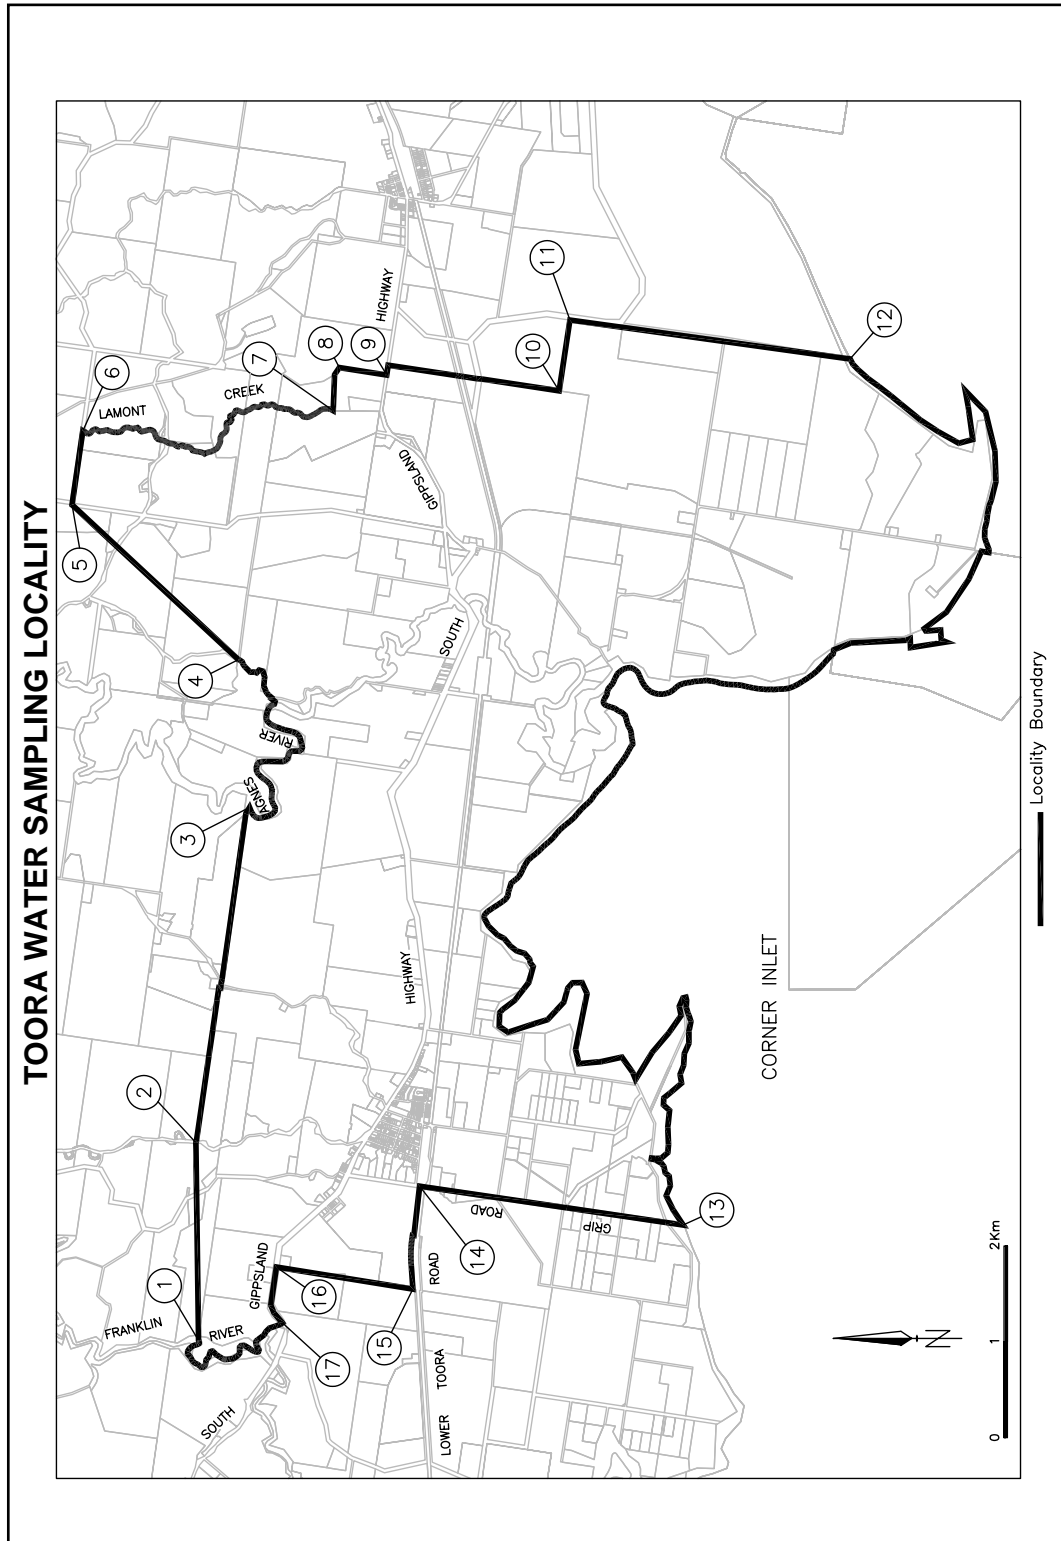 TOORA WATER SAMPLING LOCALITY
1
2
3
4
5
6
7
8
9
10
11
12
13
14
15
16
17
FRANKLIN
RIVER
GIPPSLAND
SOUTH
AGNES
RIVER
LAMONT
CREEK
HIGHWAY
GIPPSLAND
SOUTH
HIGHWAY
LOWER
TOORA
ROAD
GRIP
ROAD
CORNER INLET
N
0
1
2Km
Locality Boundary